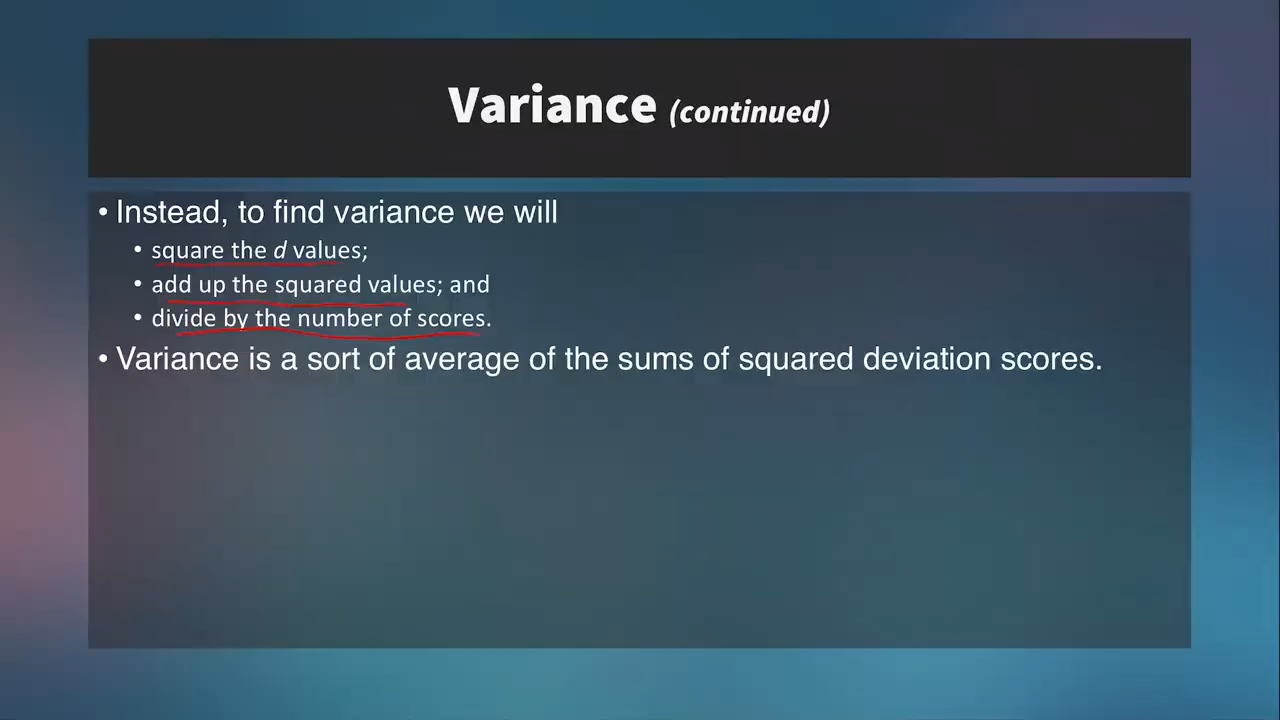 Variance (continued)
• Instead, to find variance we will
• square the d values;
• add up the squared values; and
• divide by the number of scores.
• Variance is a sort of average of the sums of squared deviation scores.